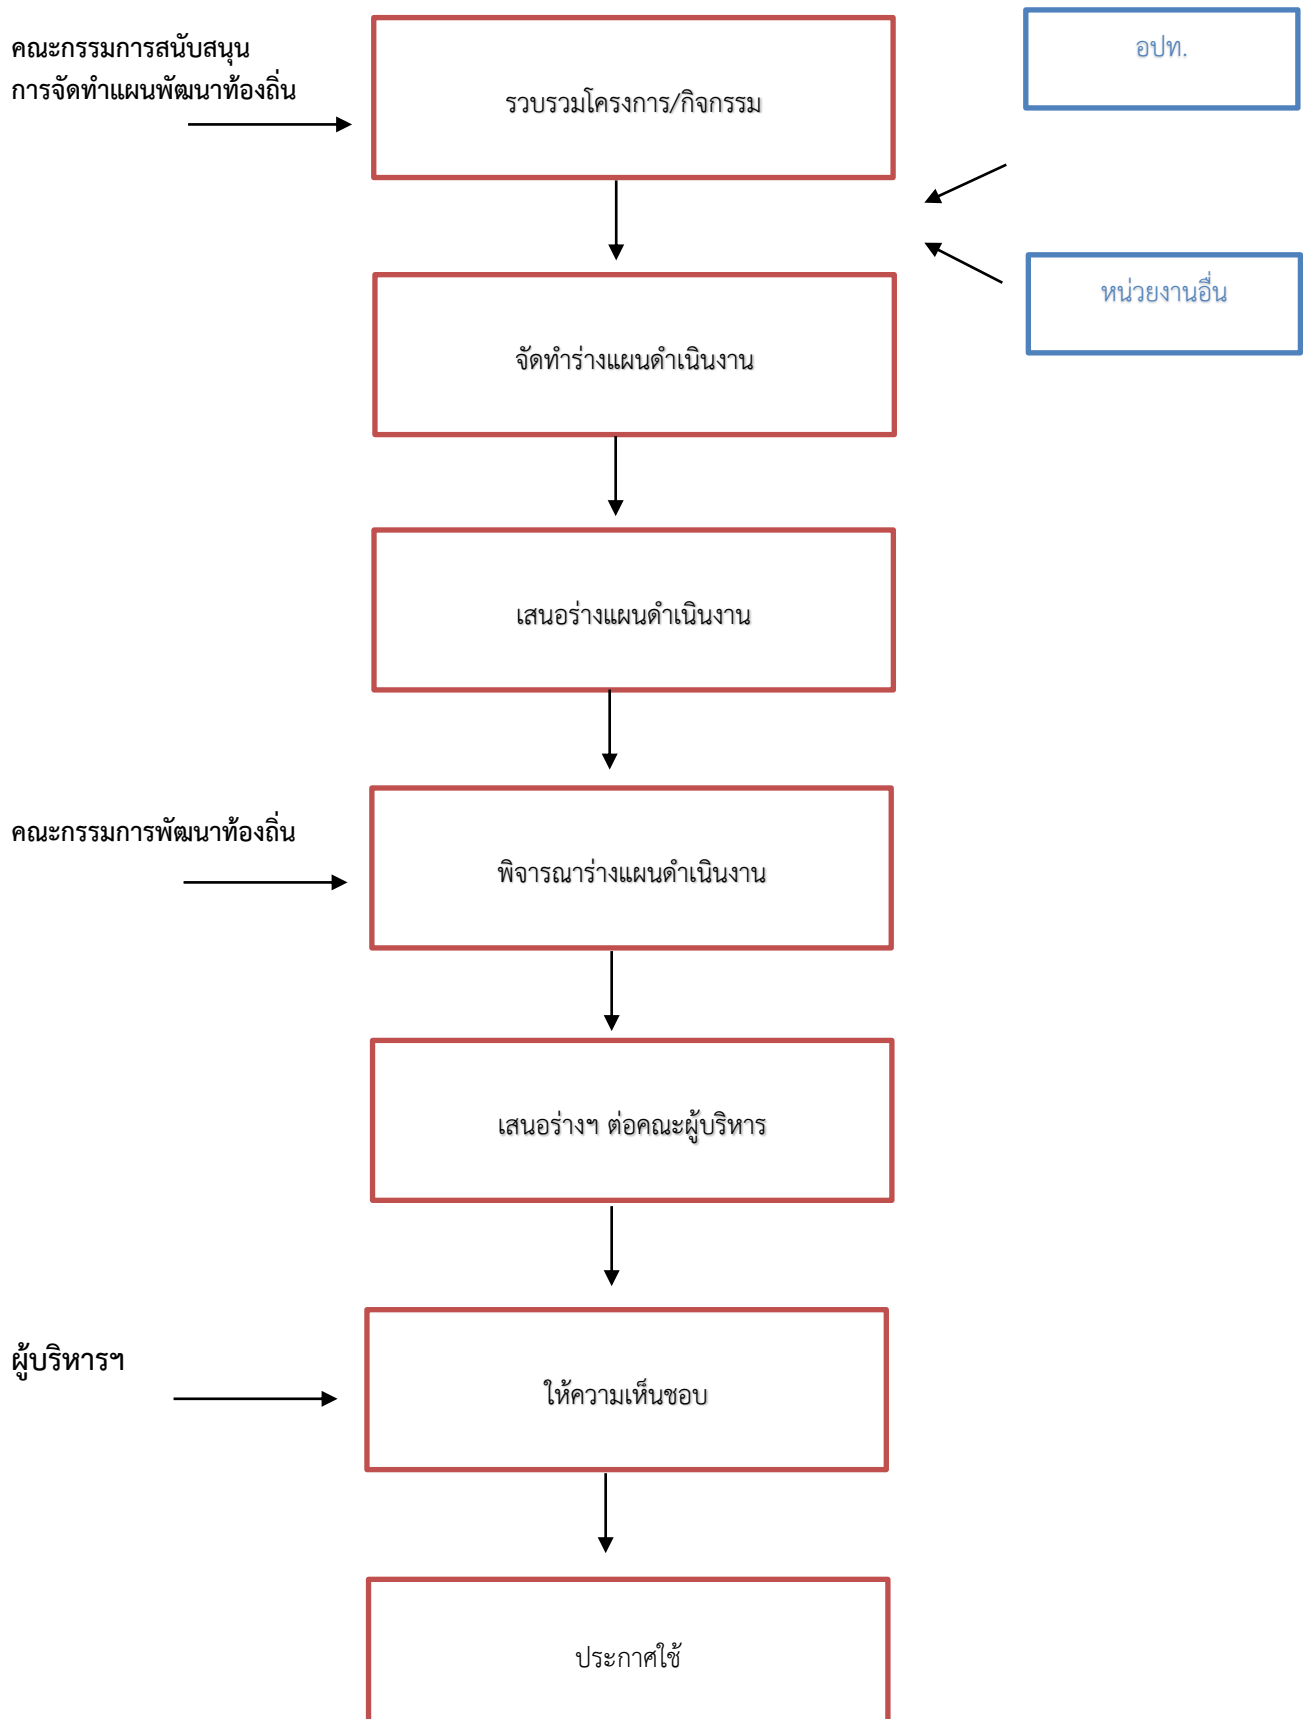 คณะกรรมการสนับสนุน
การจัดทำแผนพัฒนาท้องถิ่น
รวบรวมโครงการ/กิจกรรม
อปท.
หน่วยงานอื่น
จัดทำร่างแผนดำเนินงาน
เสนอร่างแผนดำเนินงาน
คณะกรรมการพัฒนาท้องถิ่น
พิจารณาร่างแผนดำเนินงาน
เสนอร่างฯ ต่อคณะผู้บริหาร
ผู้บริหารฯ
ให้ความเห็นชอบ
ประกาศใช้